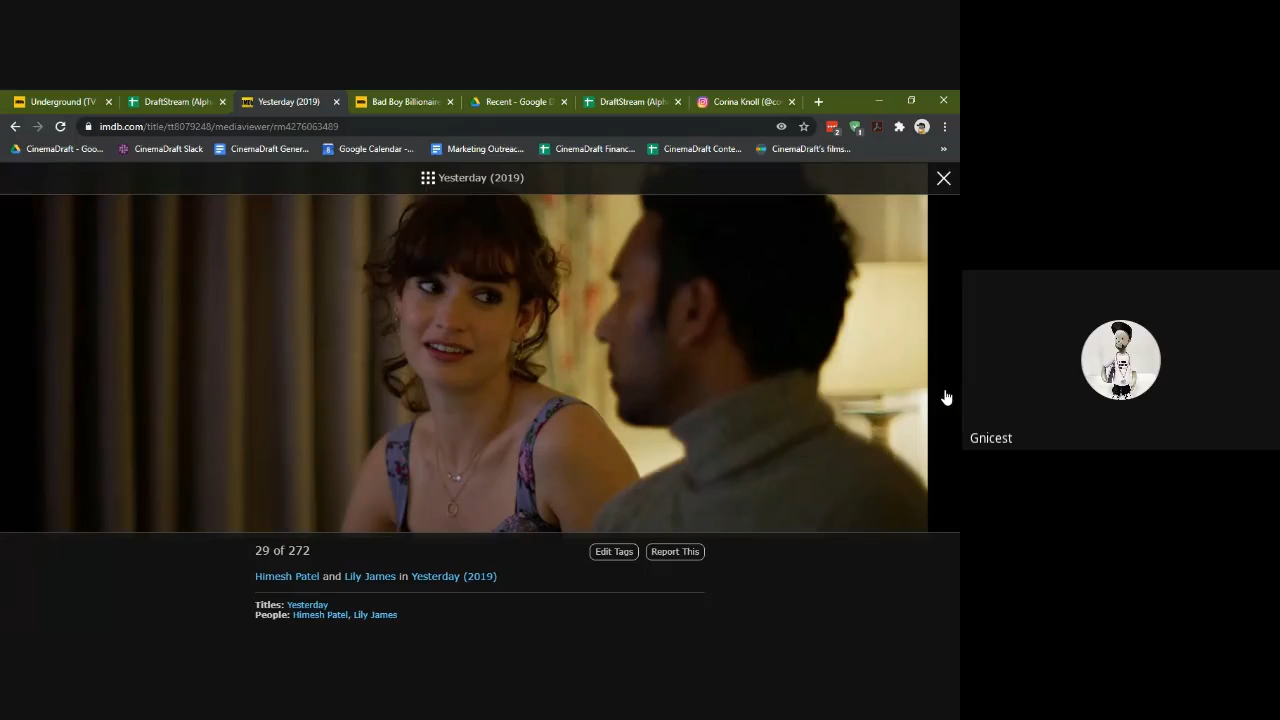 Underground (TV
DraftStream (Alph
Yesterday (2019)
Bad Boy Billionaire
Recent - Google D
DraftStream (Alph
Corina Knoll (@co
imdb.com/title/tt8079248/mediaviewer/rm4276063489
2
1
CinemaDraft - Goo...
CinemaDraft Slack
CinemaDraft Gener...
Google Calendar -...
Marketing Outreac...
CinemaDraft Financ...
CinemaDraft Conte...
CinemaDraft's films...
Yesterday (2019)
29 of 272
Edit Tags
Report This
Himesh Patel and Lily James in Yesterday (2019)
Titles: Yesterday
People: Himesh Patel, Lily James
Gnicest